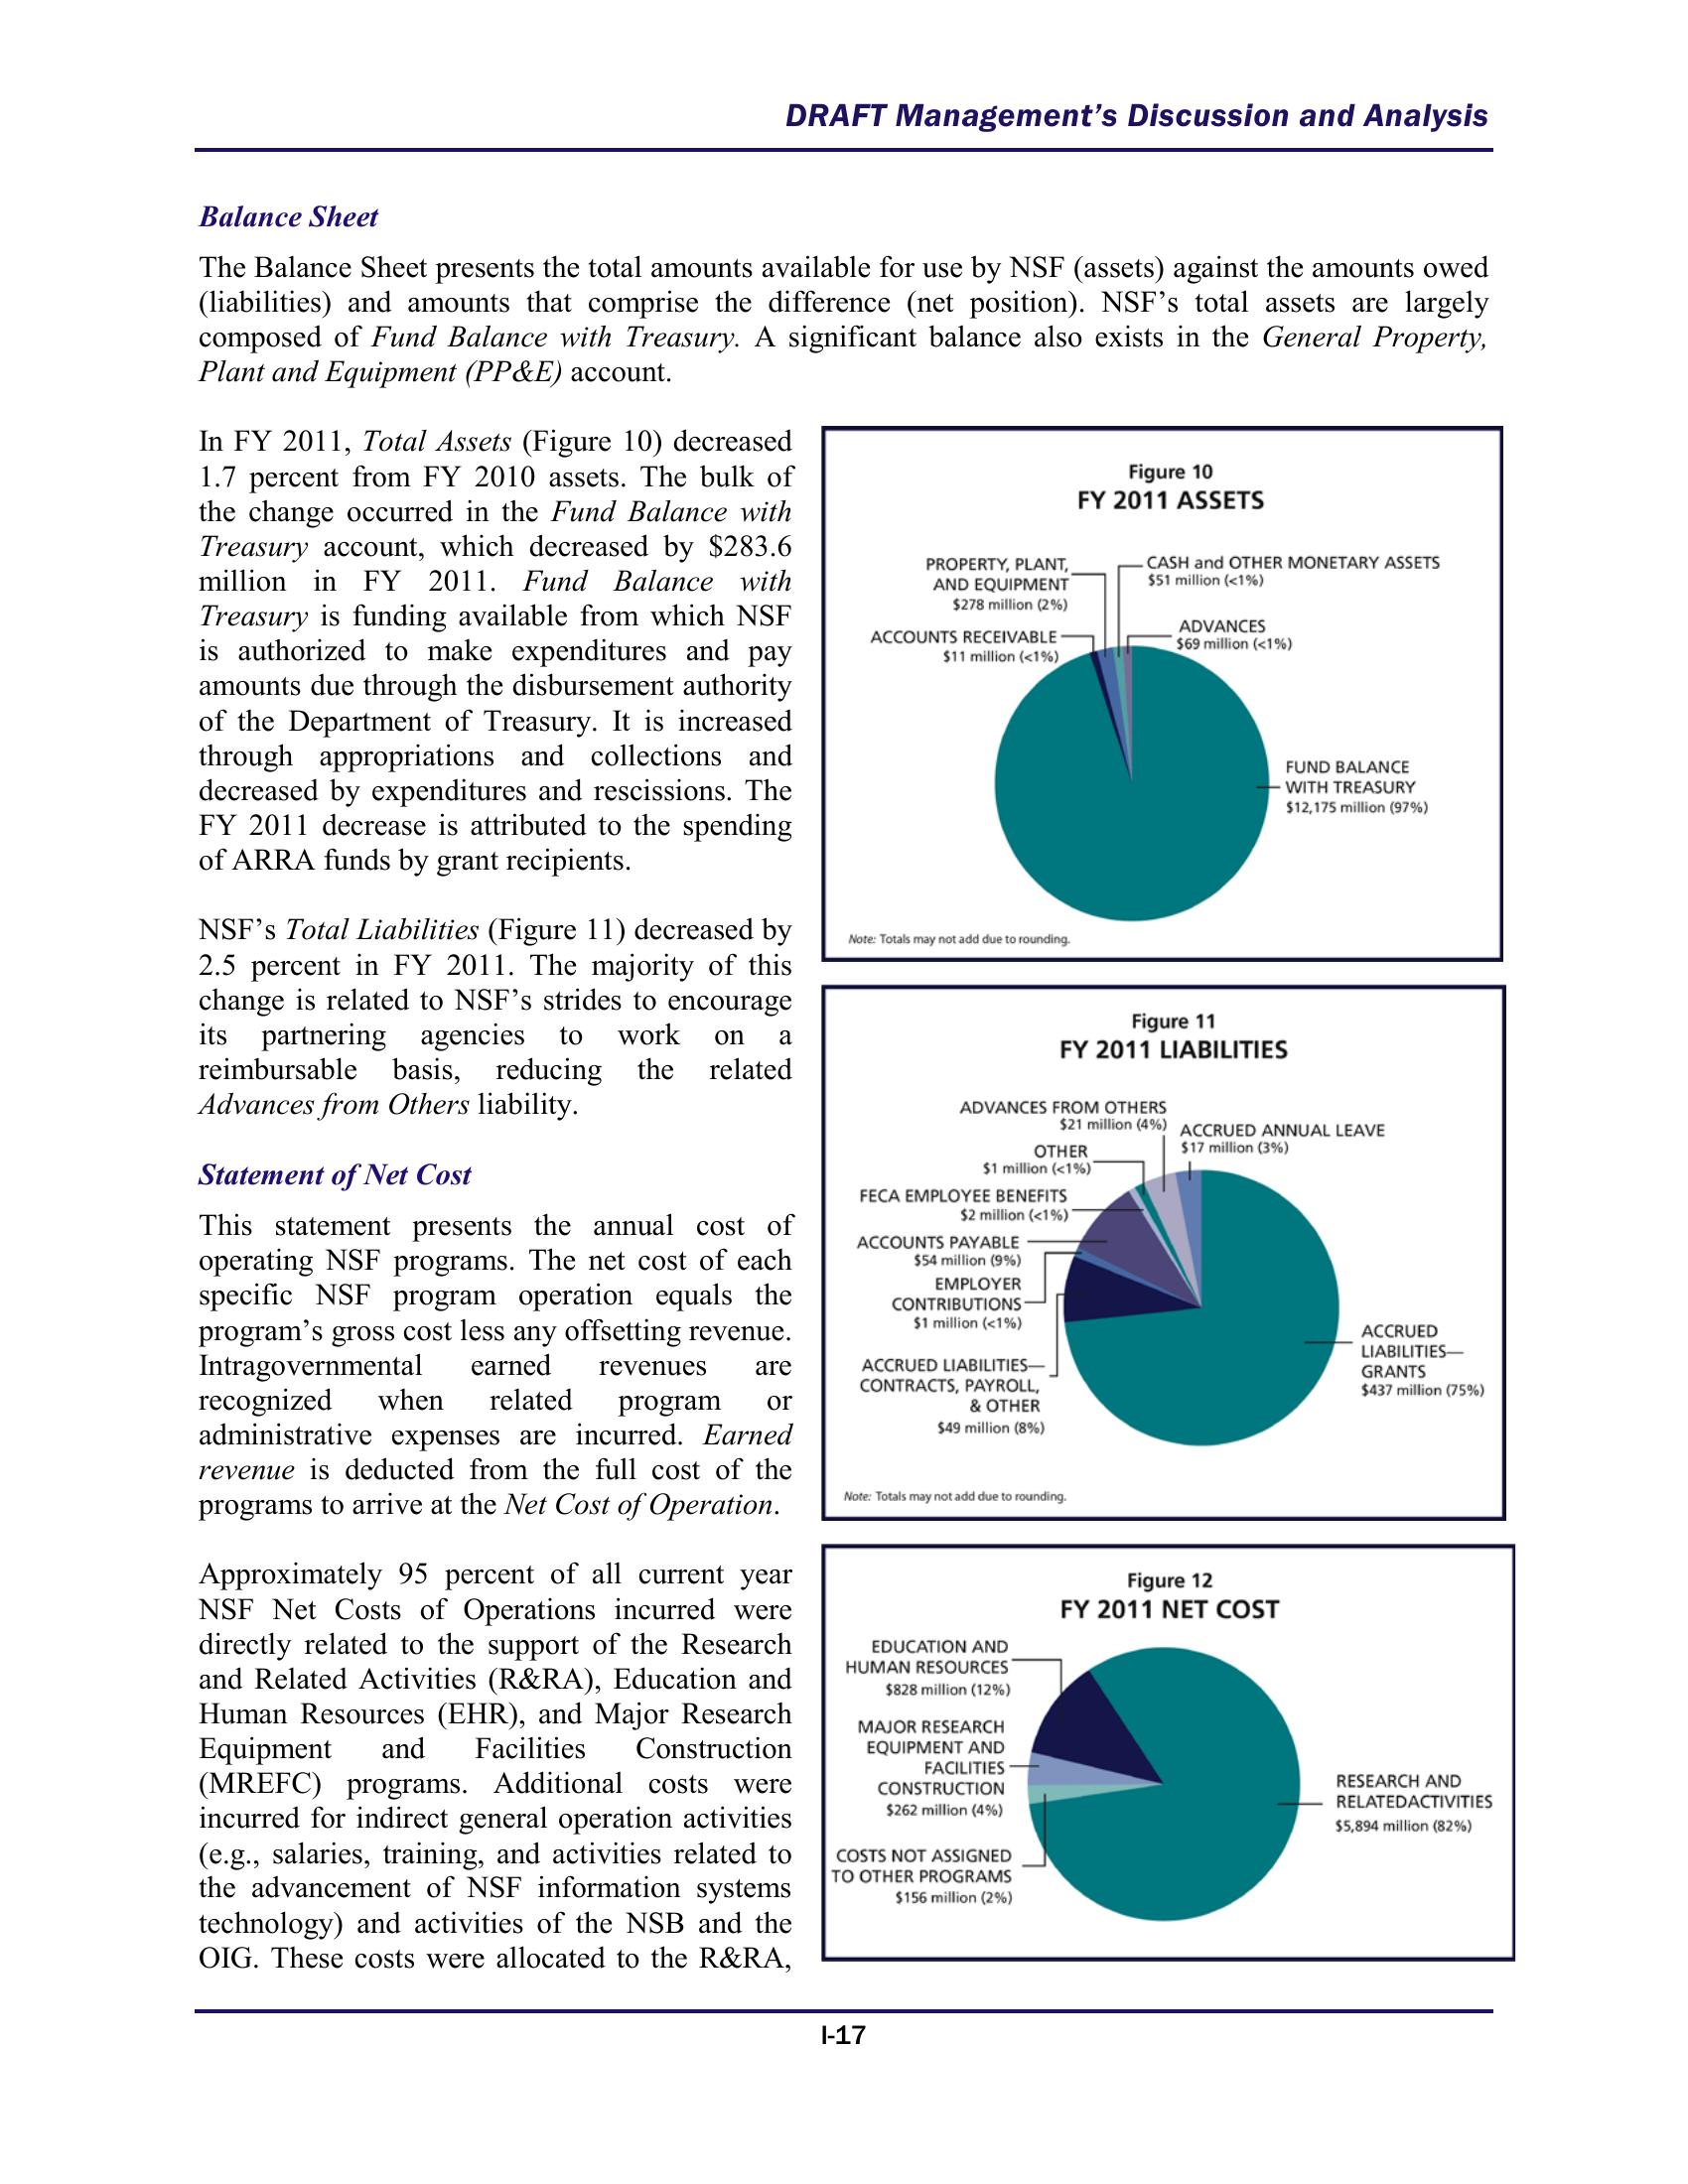 DRAFT Management's Discussion and Analysis
Balance Sheet
The Balance Sheet presents the total amounts available for use by NSF (assets) against the amounts owed
(liabilities) and amounts that comprise the difference (net position). NSF's total assets are largely
composed of Fund Balance with Treasury. A significant balance also exists in the General Property,
Plant and Equipment (PP&E) account.
In FY 2011, Total Assets (Figure 10) decreased
1.7 percent from FY 2010 assets. The bulk of
the change occurred in the Fund Balance with
Treasury account, which decreased by $283.6
million in FY 2011. Fund Balance with
Treasury is funding available from which NSF
is authorized to make expenditures and pay
amounts due through the disbursement authority
of the Department of Treasury. It is increased
through appropriations and collections and
decreased by expenditures and rescissions. The
FY 2011 decrease is attributed to the spending
of ARRA funds by grant recipients.
NSF's Total Liabilities (Figure 11) decreased by
2.5 percent in FY 2011. The majority of this
change is related to NSF's strides to encourage
its partnering agencies to work on a
reimbursable basis, reducing the related
Advances from Others liability.
Statement of Net Cost
This statement presents the annual cost of
operating NSF programs. The net cost of each
specific NSF program operation equals the
program's gross cost less any offsetting revenue.
Intragovernmental earned revenues are
recognized when related program or
administrative expenses are incurred. Earned
revenue is deducted from the full cost of the
programs to arrive at the Net Cost of Operation.
Approximately 95 percent of all current year
NSF Net Costs of Operations incurred were
directly related to the support of the Research
and Related Activities (R&RA), Education and
Human Resources (EHR), and Major Research
Equipment and Facilities Construction
(MREFC) programs. Additional costs were
incurred for indirect general operation activities
(e.g., salaries, training, and activities related to
the advancement of NSF information systems
technology) and activities of the NSB and the
OIG. These costs were allocated to the R&RA,
Figure 10
FY 2011 ASSETS
PROPERTY, PLANT,
AND EQUIPMENT
$278 million (2%)
CASH and OTHER MONETARY ASSETS
$51 million (<1%)
ACCOUNTS RECEIVABLE
$11 million (<1%)
ADVANCES
$69 million (<1%)
FUND BALANCE
WITH TREASURY
$12,175 million (97%)
Note: Totals may not add due to rounding.
Figure 11
FY 2011 LIABILITIES
ADVANCES FROM OTHERS
$21 million (4%)
ACCRUED ANNUAL LEAVE
$17 million (3%)
OTHER
$1 million (<1%)
FECA EMPLOYEE BENEFITS
$2 million (<1%)
ACCOUNTS PAYABLE
$54 million (9%)
EMPLOYER
CONTRIBUTIONS
$1 million (<1%)
ACCRUED LIABILITIES—
CONTRACTS, PAYROLL,
& OTHER
$49 million (8%)
ACCRUED
LIABILITIES—
GRANTS
$437 million (75%)
Note: Totals may not add due to rounding.
Figure 12
FY 2011 NET COST
EDUCATION AND
HUMAN RESOURCES
$828 million (12%)
MAJOR RESEARCH
EQUIPMENT AND
FACILITIES
CONSTRUCTION
$262 million (4%)
COSTS NOT ASSIGNED
TO OTHER PROGRAMS
$156 million (2%)
RESEARCH AND
RELATEDACTIVITIES
$5,894 million (82%)
I-17